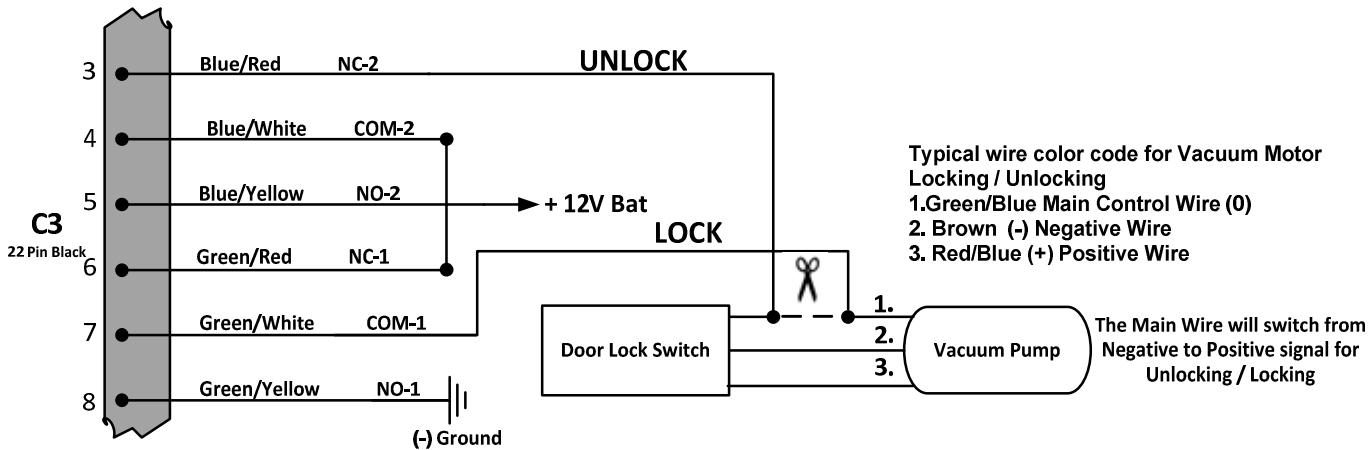 3 Blue/Red NC-2 UNLOCK
4 Blue/White COM-2
5 Blue/Yellow NO-2 + 12V Bat
C3
22 Pin Black
6 Green/Red NC-1 LOCK
7 Green/White COM-1
8 Green/Yellow NO-1
(-) Ground
Typical wire color code for Vacuum Motor
Locking / Unlocking
1.Green/Blue Main Control Wire (0)
2. Brown (-) Negative Wire
3. Red/Blue (+) Positive Wire
Door Lock Switch
1.
2.
3.
Vacuum Pump
The Main Wire will switch from
Negative to Positive signal for
Unlocking / Locking